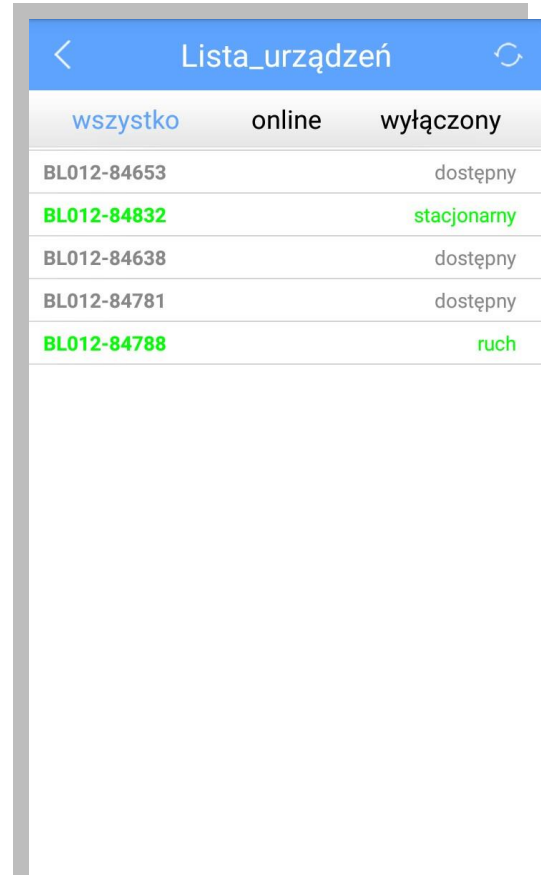 Lista_urządzeń
wszystko online wyłączony
BL012-84653 dostępny
BL012-84832 stacjonarny
BL012-84638 dostępny
BL012-84781 dostępny
BL012-84788 ruch